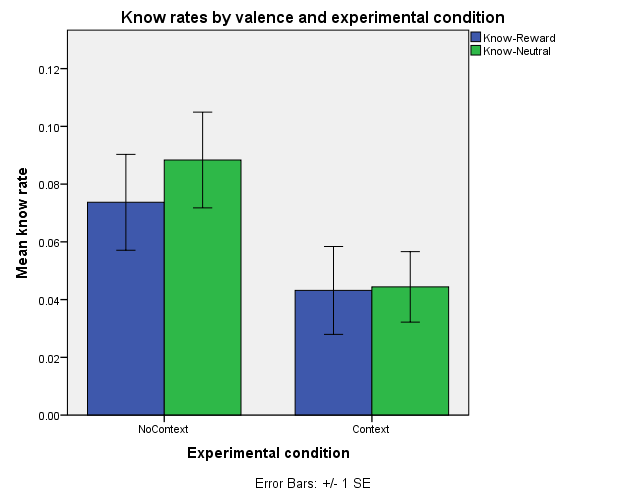 Know rates by valence and experimental condition
Know-Reward
Know-Neutral
0.12
0.10
0.08
0.06
0.04
0.02
0.00
Mean know rate
NoContext
Context
Experimental condition
Error Bars: +/- 1 SE